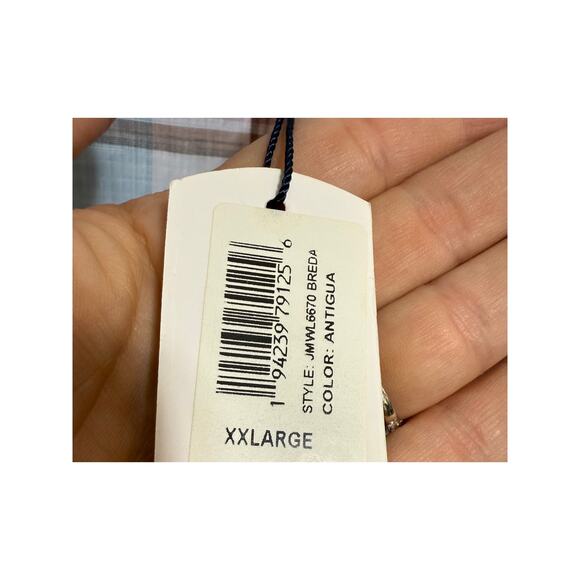 1 94239 79125 6
STYLE: JMWL6670 BREDA
COLOR: ANTIGUA
XXLARGE